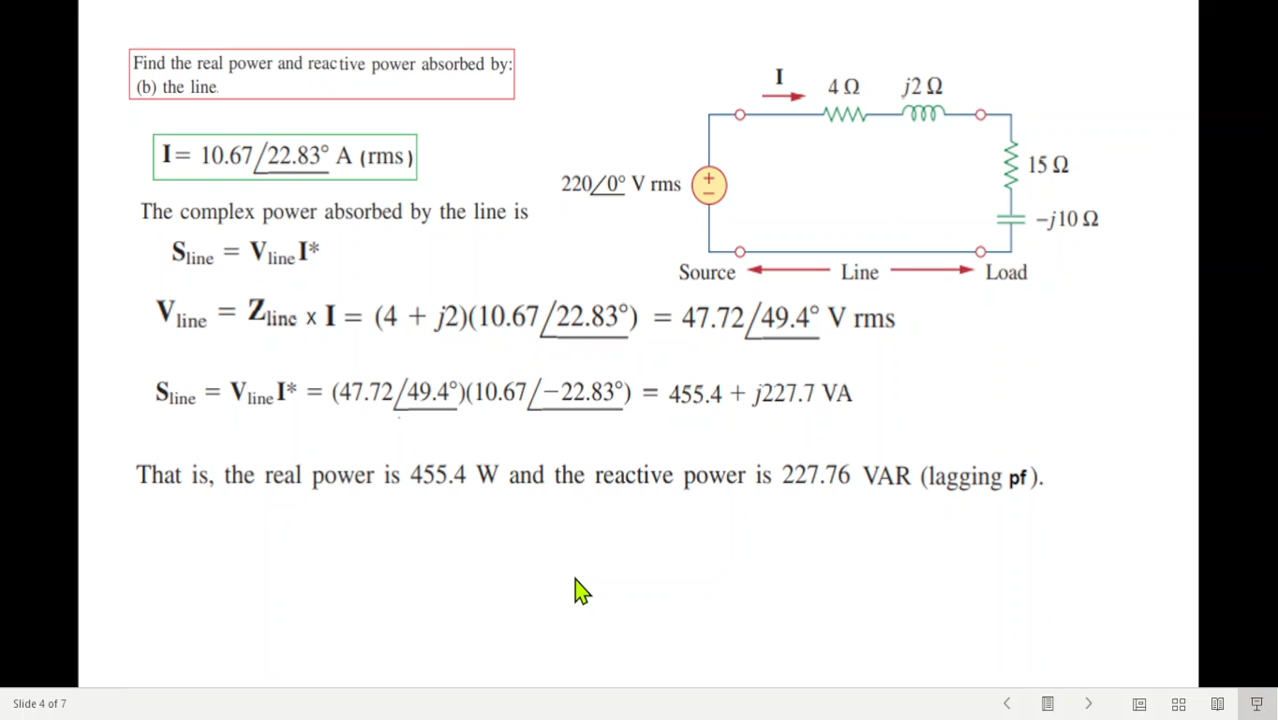 Find the real power and reactive power absorbed by:
(b) the line.
I
4 Ω
j2 Ω
I = 10.67/22.83° A (rms)
15 Ω
220/0° V rms
+
−
−j10 Ω
The complex power absorbed by the line is
Sline = Vline I*
Source
Line
Load
Vline = Zline x I = (4 + j2)(10.67/22.83°) = 47.72/49.4° V rms
Sline = Vline I* = (47.72/49.4°)(10.67/−22.83°) = 455.4 + j227.7 VA
That is, the real power is 455.4 W and the reactive power is 227.76 VAR (lagging pf).
Slide 4 of 7